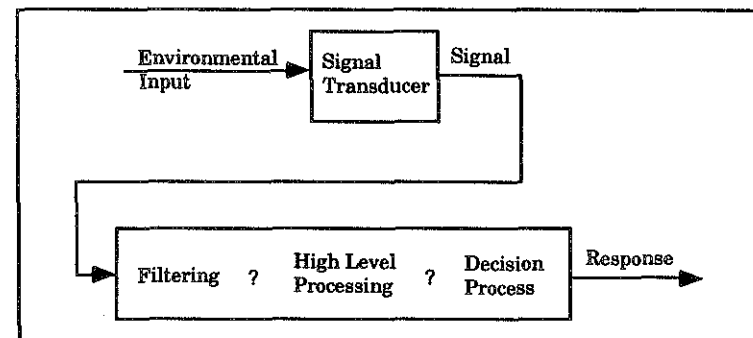 Environmental
Input
Signal
Transducer
Signal
Filtering ? High Level Processing ? Decision Process
Response